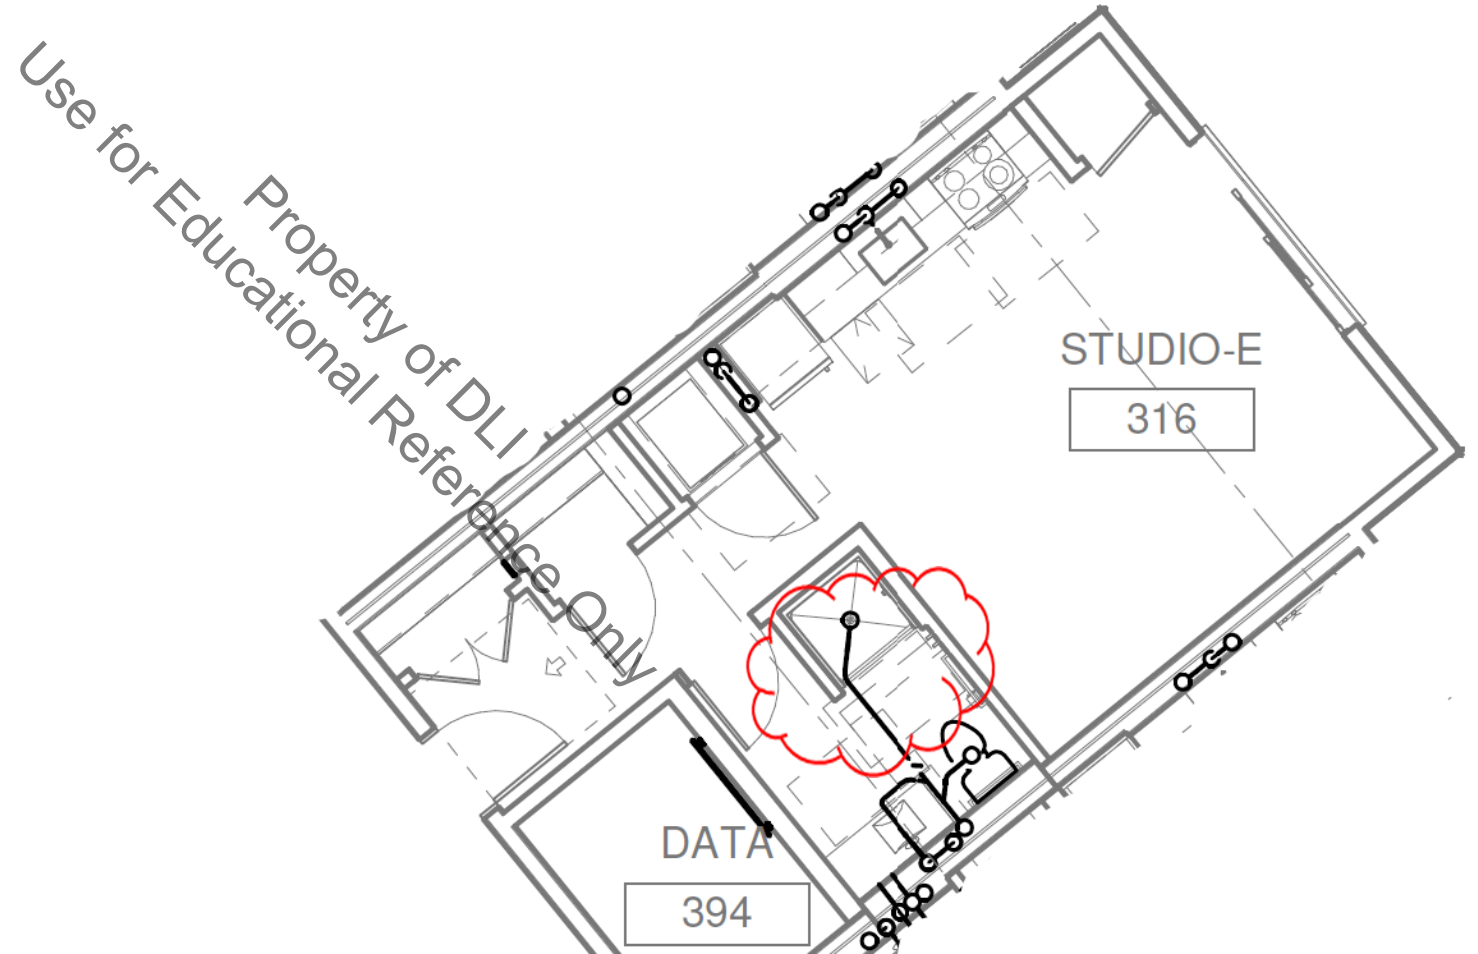 Property of DLI
Use for Educational Reference Only
STUDIO-E
316
DATA
394